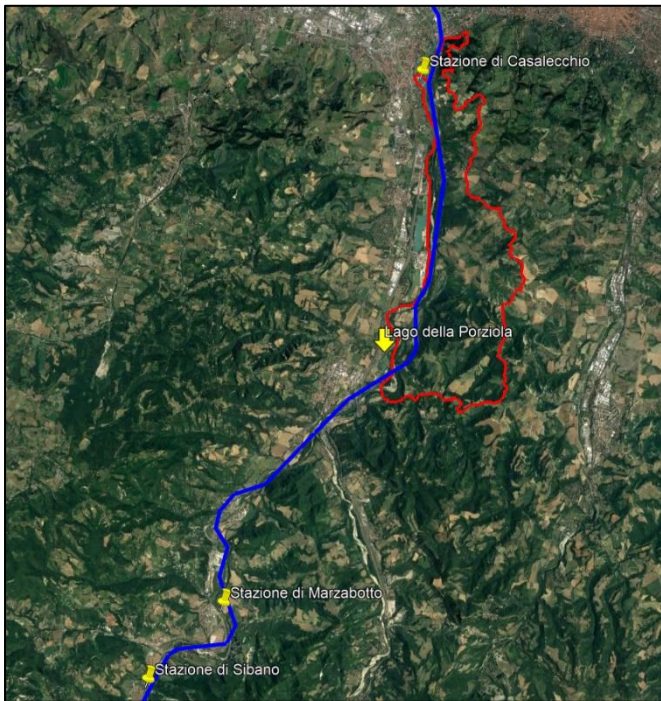 Stazione di Casalecchio
Lago della Porziola
Stazione di Marzabotto
Stazione di Sibano